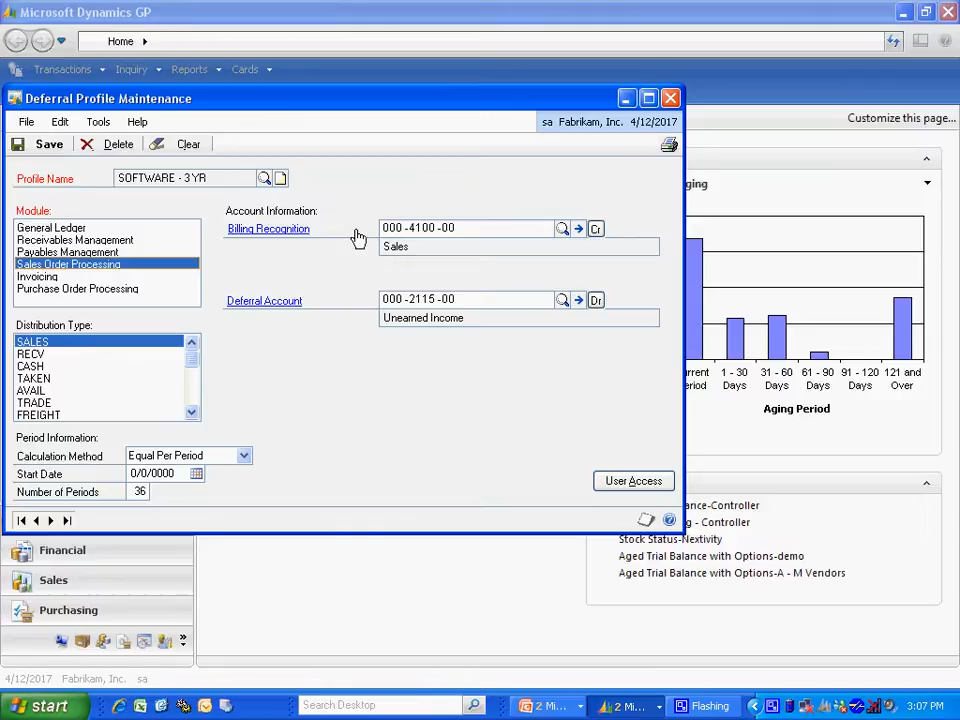 Microsoft Dynamics GP
Home
Transactions Inquiry Reports Cards
Customize this page...
Deferral Profile Maintenance
File Edit Tools Help
sa Fabrikam, Inc. 4/12/2017
Save Delete Clear
Profile Name SOFTWARE - 3YR
Module:
General Ledger
Receivables Management
Payables Management
Sales Order Processing
Invoicing
Purchase Order Processing
Account Information:
Billing Recognition 000 -4100 -00 Cr
Sales
Deferral Account 000 -2115 -00 Dr
Unearned Income
Distribution Type:
SALES
RECV
CASH
TAKEN
AVAIL
TRADE
FREIGHT
Period Information:
Calculation Method Equal Per Period
Start Date 0/0/0000
Number of Periods 36
User Access
Period
1 - 30 Days
31 - 60 Days
61 - 90 Days
91 - 120 Days
121 and Over
Aging Period
ance-Controller
- Controller
Stock Status-Nextivity
Aged Trial Balance with Options-demo
Aged Trial Balance with Options-A - M Vendors
Financial
Sales
Purchasing
4/12/2017 Fabrikam, Inc. sa
start
Search Desktop
2 Mi...
2 Mi...
Flashing
3:07 PM